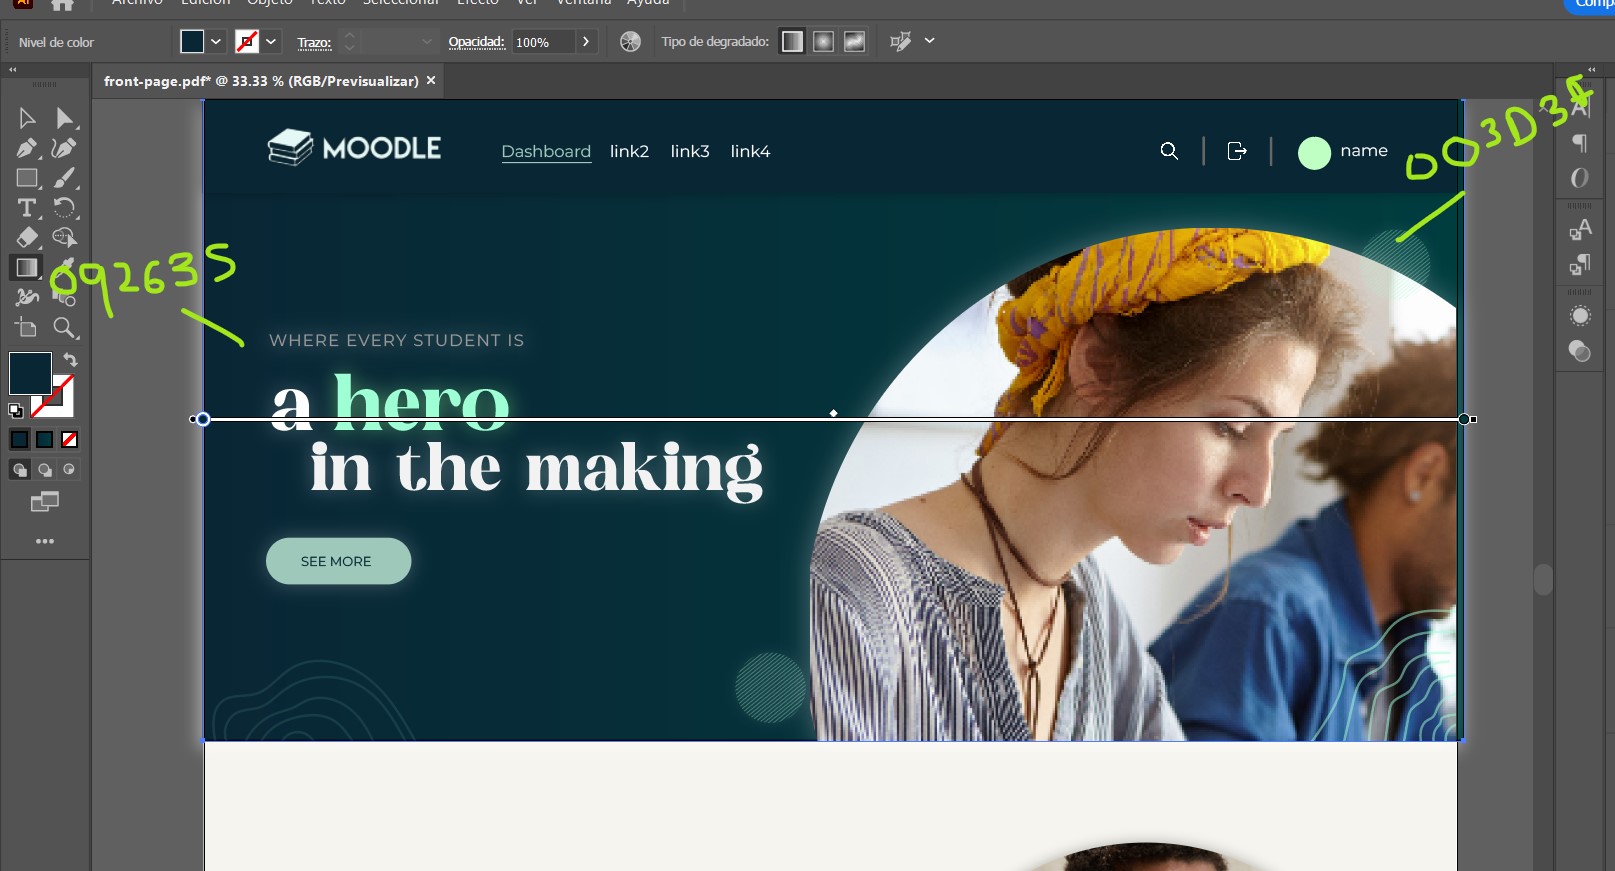 Archivo Edición Objeto Texto Seleccionar Efecto Ver Ventana Ayuda
Nivel de color Trazo: Opacidad: 100% Tipo de degradado:
front-page.pdf* @ 33.33 % (RGB/Previsualizar) ×
MOODLE Dashboard link2 link3 link4 name
003D3F
092635
WHERE EVERY STUDENT IS
a hero
in the making
SEE MORE